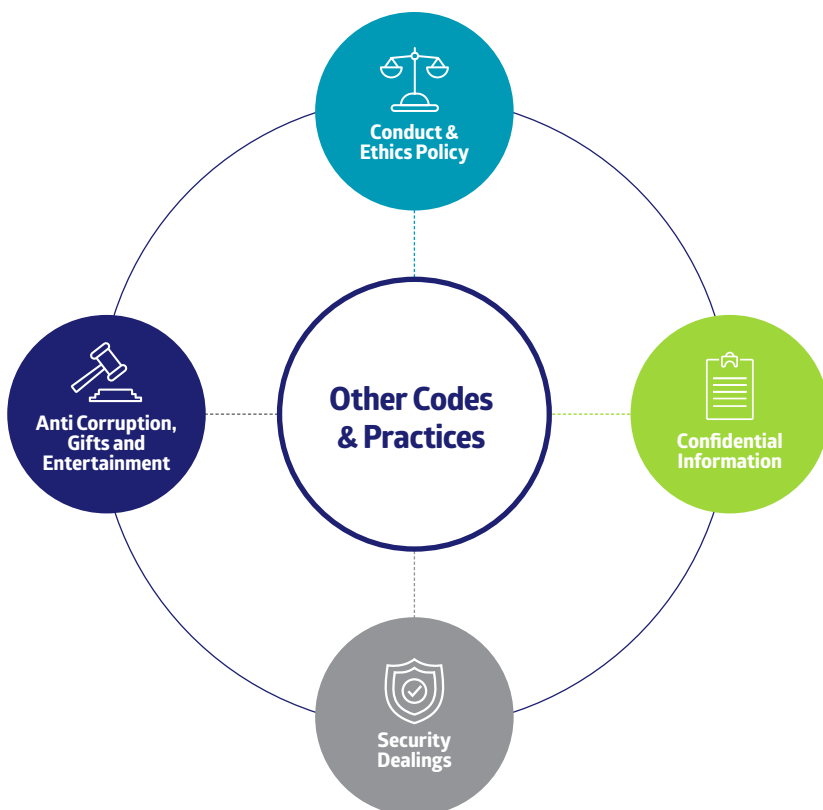 Conduct &
Ethics Policy
Other Codes
& Practices
Anti Corruption,
Gifts and
Entertainment
Confidential
Information
Security
Dealings